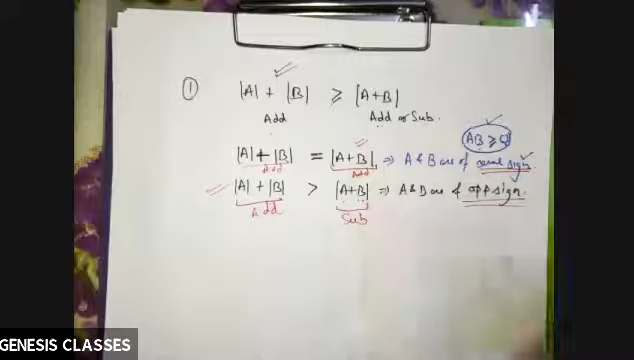 ① |A| + |B| ≥ |A+B|
Add Add or Sub.
AB ≥ 0
|A| + |B| = |A+B| ⇒ A & B are of same sign
Add Add
|A| + |B| > |A+B| ⇒ A & B are of opp sign.
Add Sub
GENESIS CLASSES